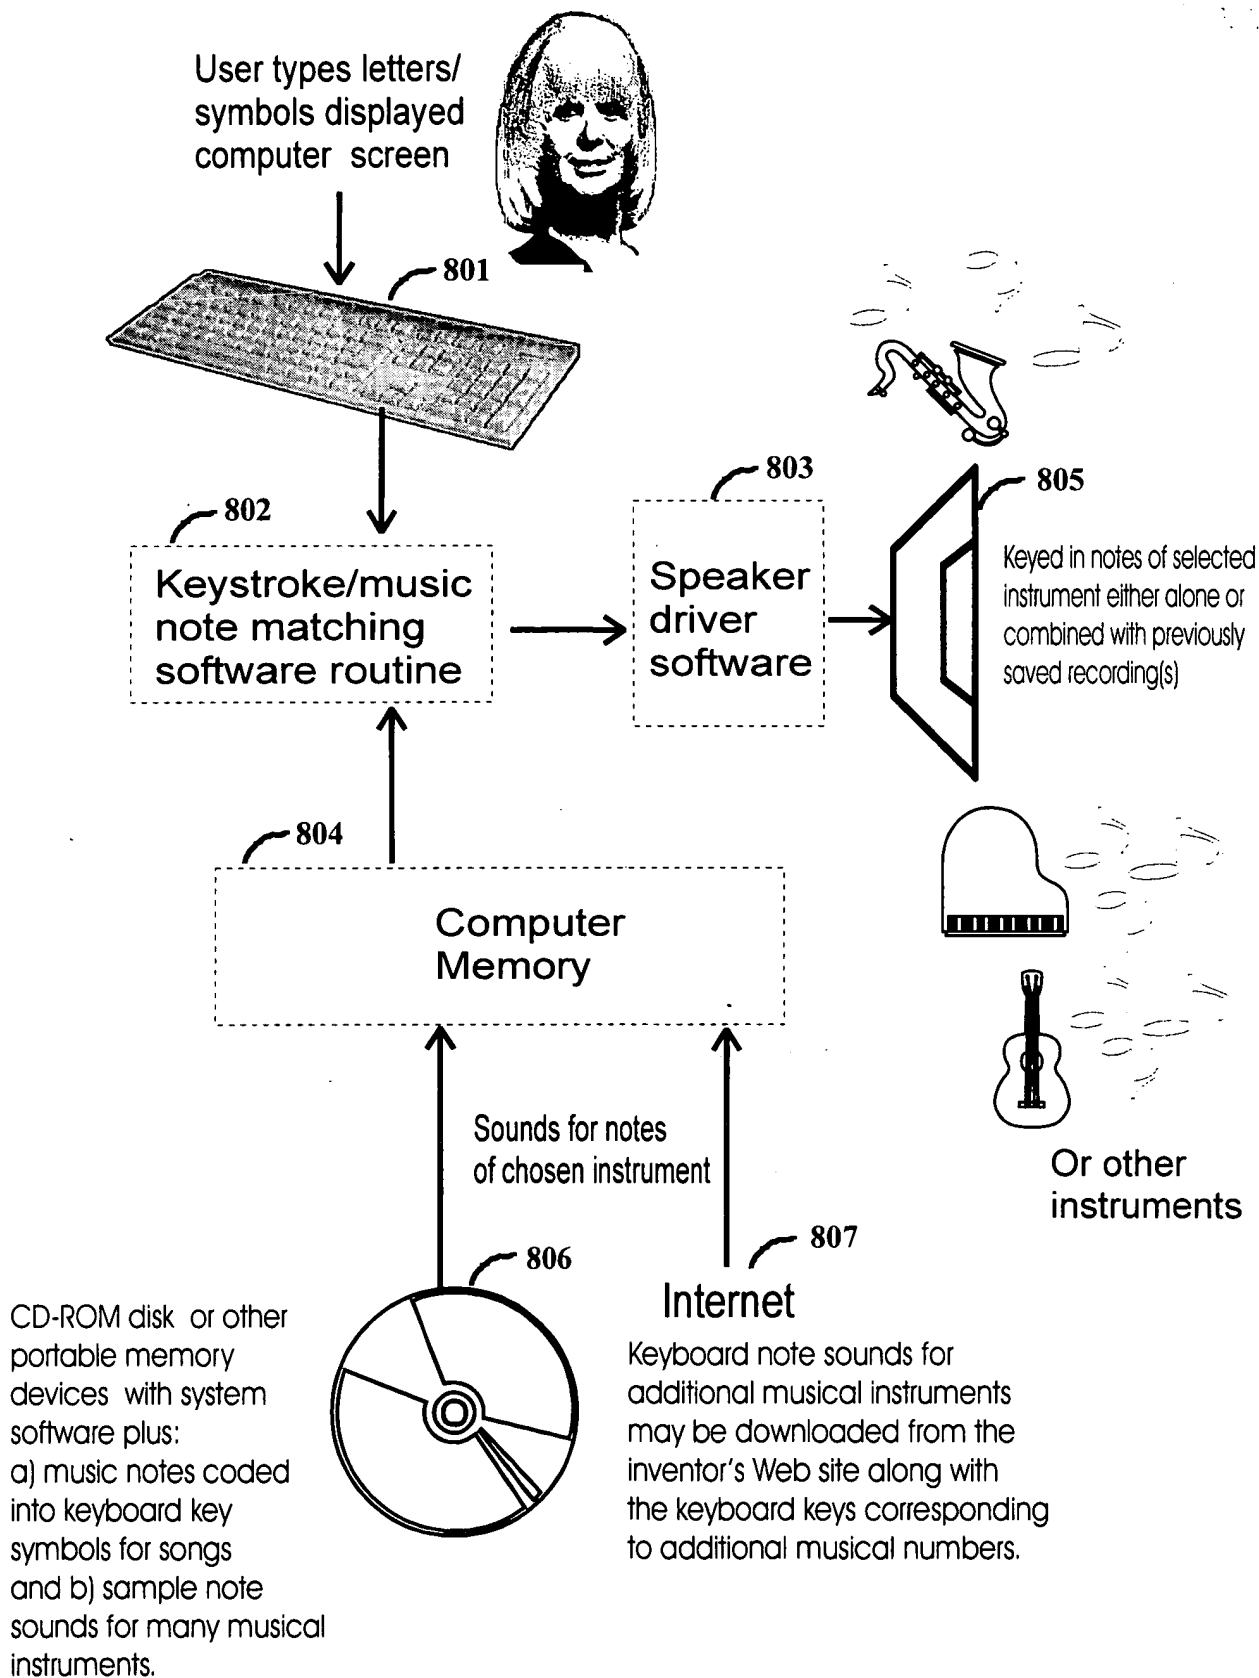 User types letters/
symbols displayed
computer screen
801
803
805
802
Keystroke/music
note matching
software routine
Speaker
driver
software
Keyed in notes of selected
instrument either alone or
combined with previously
saved recording(s)
804
Computer
Memory
Sounds for notes
of chosen instrument
Or other
instruments
806
807
CD-ROM disk or other
portable memory
devices with system
software plus:
a) music notes coded
into keyboard key
symbols for songs
and b) sample note
sounds for many musical
instruments.
Internet
Keyboard note sounds for
additional musical instruments
may be downloaded from the
inventor's Web site along with
the keyboard keys corresponding
to additional musical numbers.